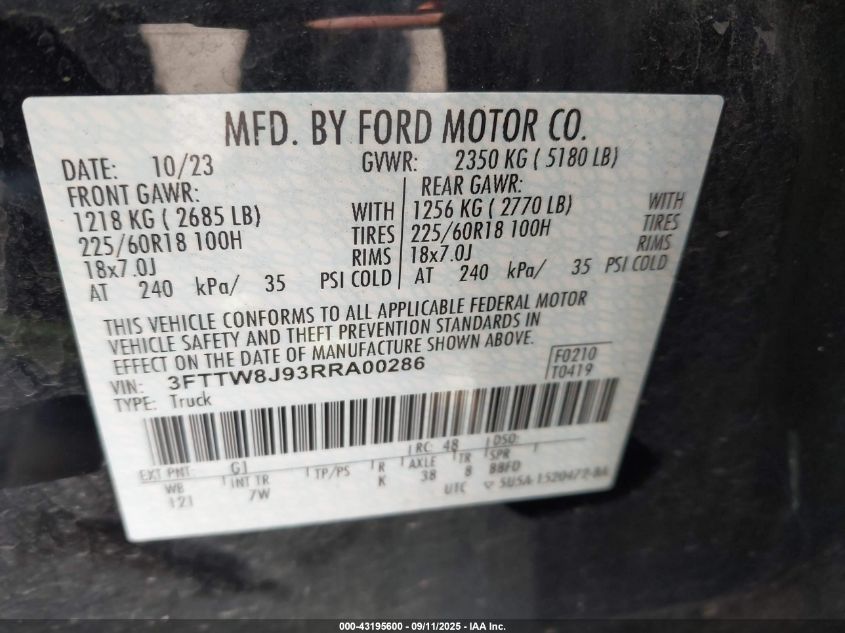 MFD. BY FORD MOTOR CO.
DATE: 10/23 GVWR: 2350 KG ( 5180 LB)
FRONT GAWR: REAR GAWR:
1218 KG ( 2685 LB) WITH 1256 KG ( 2770 LB) WITH
225/60R18 100H TIRES 225/60R18 100H TIRES
18x7.0J RIMS 18x7.0J RIMS
AT 240 kPa/ 35 PSI COLD AT 240 kPa/ 35 PSI COLD
THIS VEHICLE CONFORMS TO ALL APPLICABLE FEDERAL MOTOR
VEHICLE SAFETY AND THEFT PREVENTION STANDARDS IN
EFFECT ON THE DATE OF MANUFACTURE SHOWN ABOVE.
VIN: 3FTTW8J93RRA00286 F0210
TYPE: Truck T0419
RC: 48 DSO:
EXT PNT: G1
WB INT TR TP/PS R AXLE TR SPR
121 7W K 38 8 BBFD
UTC
000-43195600 - 09/11/2025 - IAA Inc.